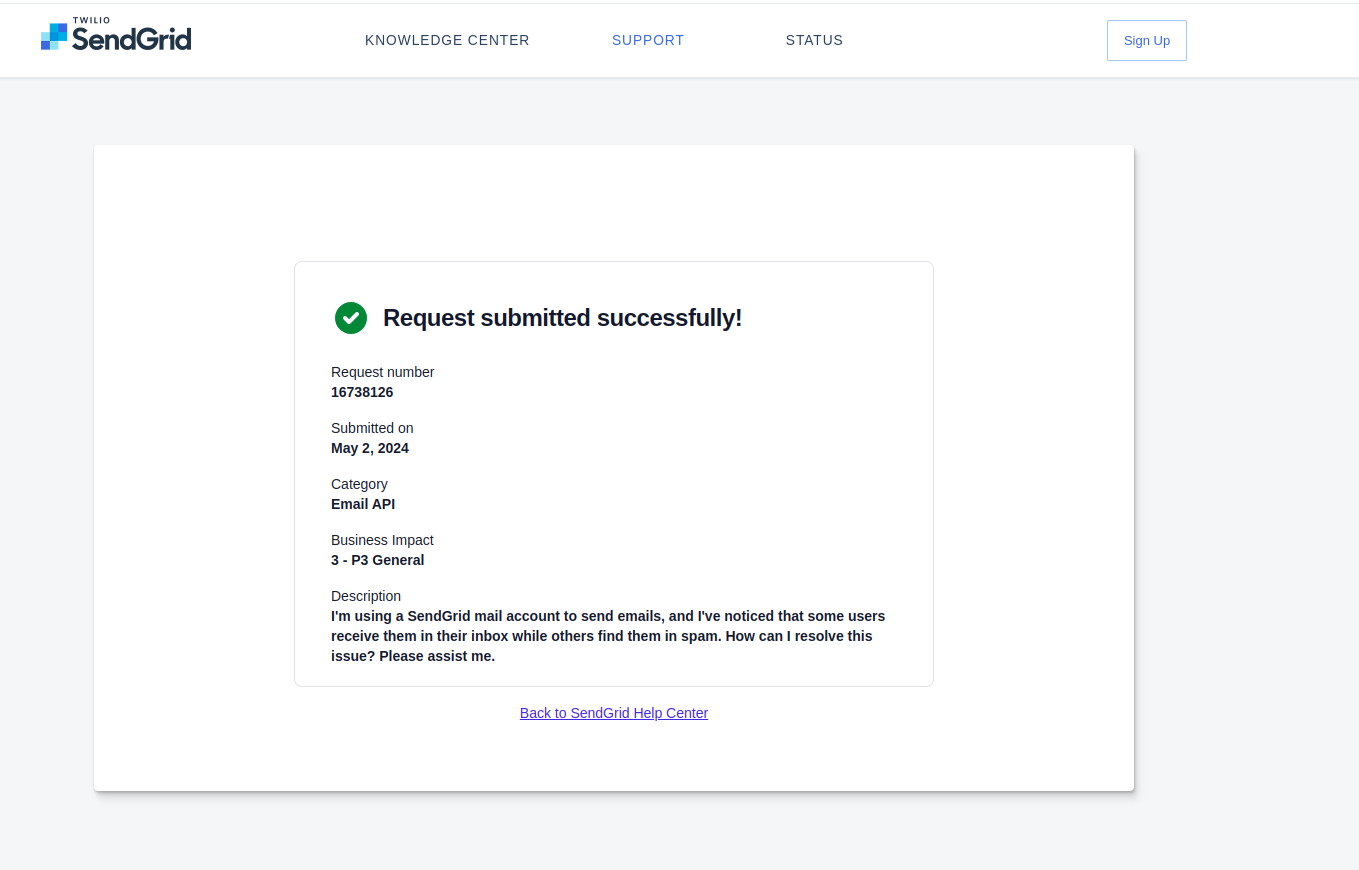 TWILIO
SendGrid
KNOWLEDGE CENTER
SUPPORT
STATUS
Sign Up
Request submitted successfully!
Request number
16738126
Submitted on
May 2, 2024
Category
Email API
Business Impact
3 - P3 General
Description
I'm using a SendGrid mail account to send emails, and I've noticed that some users
receive them in their inbox while others find them in spam. How can I resolve this
issue? Please assist me.
Back to SendGrid Help Center